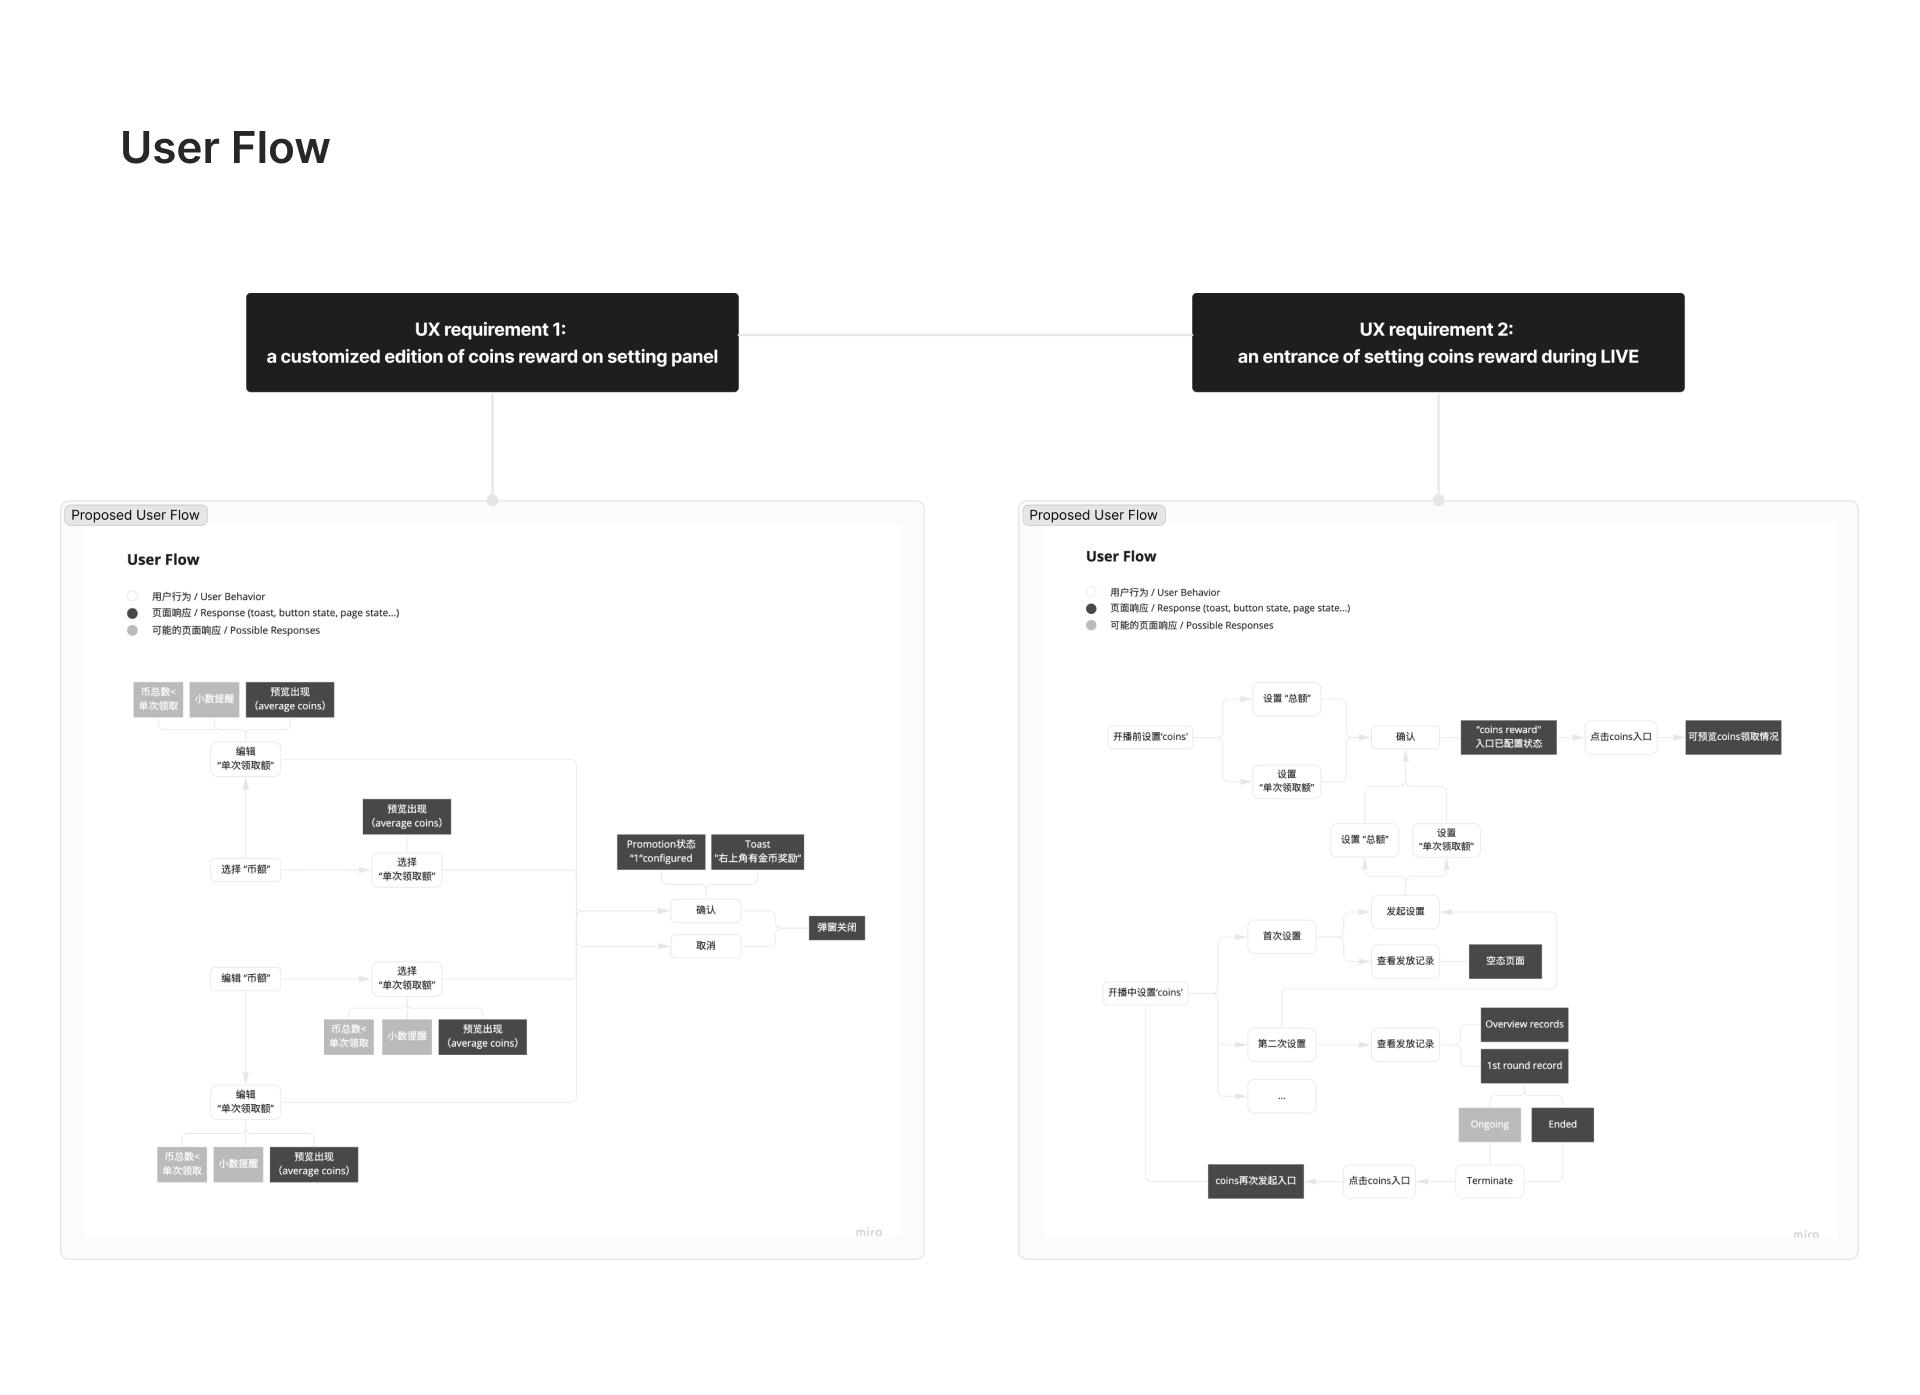 User Flow
UX requirement 1:
a customized edition of coins reward on setting panel
UX requirement 2:
an entrance of setting coins reward during LIVE
Proposed User Flow
User Flow
用户行为 / User Behavior
页面响应 / Response (toast, button state, page state...)
可能的页面响应 / Possible Responses
币总数<
单次领取
小数提醒
预览出现
(average coins)
编辑
“单次领取额”
预览出现
(average coins)
选择 “币额”
选择
“单次领取额”
Promotion状态
“1”configured
Toast
"右上角有金币奖励"
确认
取消
弹窗关闭
编辑 “币额”
选择
“单次领取额”
币总数<
单次领取
小数提醒
预览出现
(average coins)
编辑
“单次领取额”
币总数<
单次领取
小数提醒
预览出现
(average coins)
miro
Proposed User Flow
User Flow
用户行为 / User Behavior
页面响应 / Response (toast, button state, page state...)
可能的页面响应 / Possible Responses
开播前设置‘coins’
设置 “总额”
设置
“单次领取额”
确认
"coins reward"
入口已配置状态
点击coins入口
可预览coins领取情况
设置 “总额”
设置
“单次领取额”
发起设置
首次设置
查看发放记录
空态页面
开播中设置‘coins’
第二次设置
查看发放记录
Overview records
1st round record
...
Ongoing
Ended
coins再次发起入口
点击coins入口
Terminate
miro